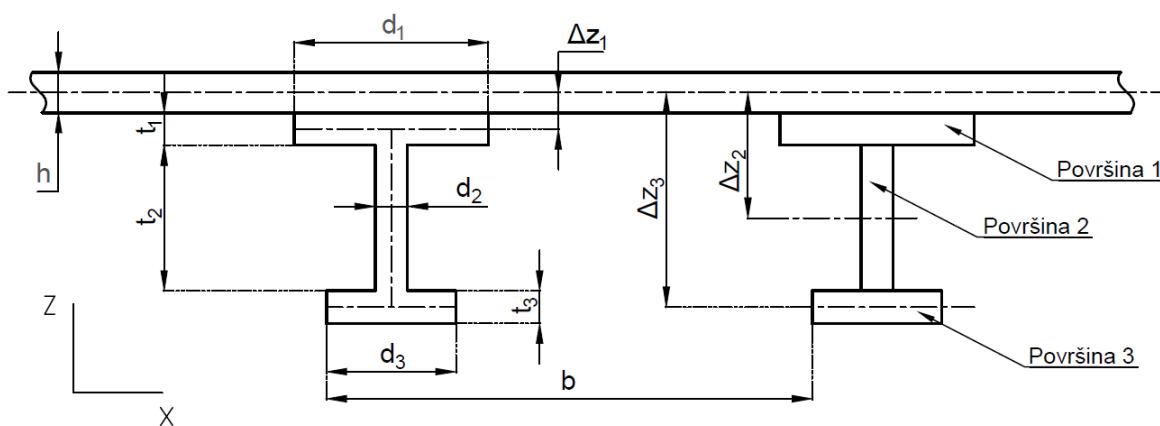 d1
Δz1
t1
h
t2
d2
Δz3
Δz2
Površina 1
Površina 2
Z
t3
d3
b
Površina 3
X